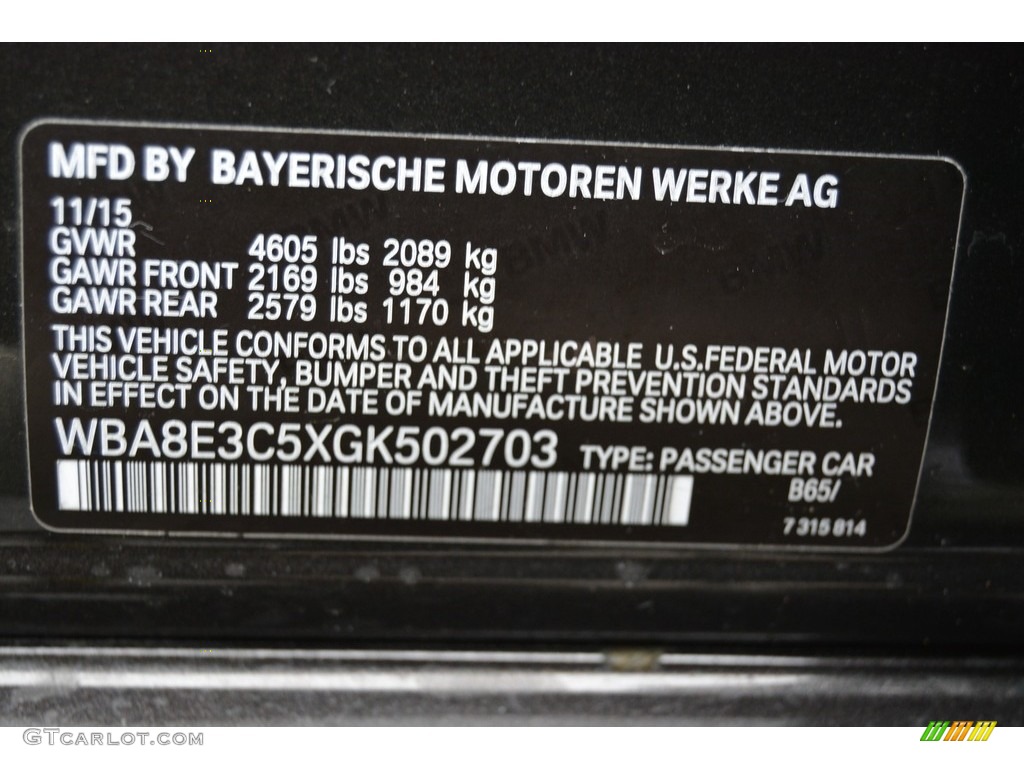 MFD BY BAYERISCHE MOTOREN WERKE AG
11/15
GVWR 4605 lbs 2089 kg
GAWR FRONT 2169 lbs 984 kg
GAWR REAR 2579 lbs 1170 kg
THIS VEHICLE CONFORMS TO ALL APPLICABLE U.S.FEDERAL MOTOR
VEHICLE SAFETY, BUMPER AND THEFT PREVENTION STANDARDS
IN EFFECT ON THE DATE OF MANUFACTURE SHOWN ABOVE.
WBA8E3C5XGK502703 TYPE: PASSENGER CAR
B65/
7 315 814
GTcarlot.com